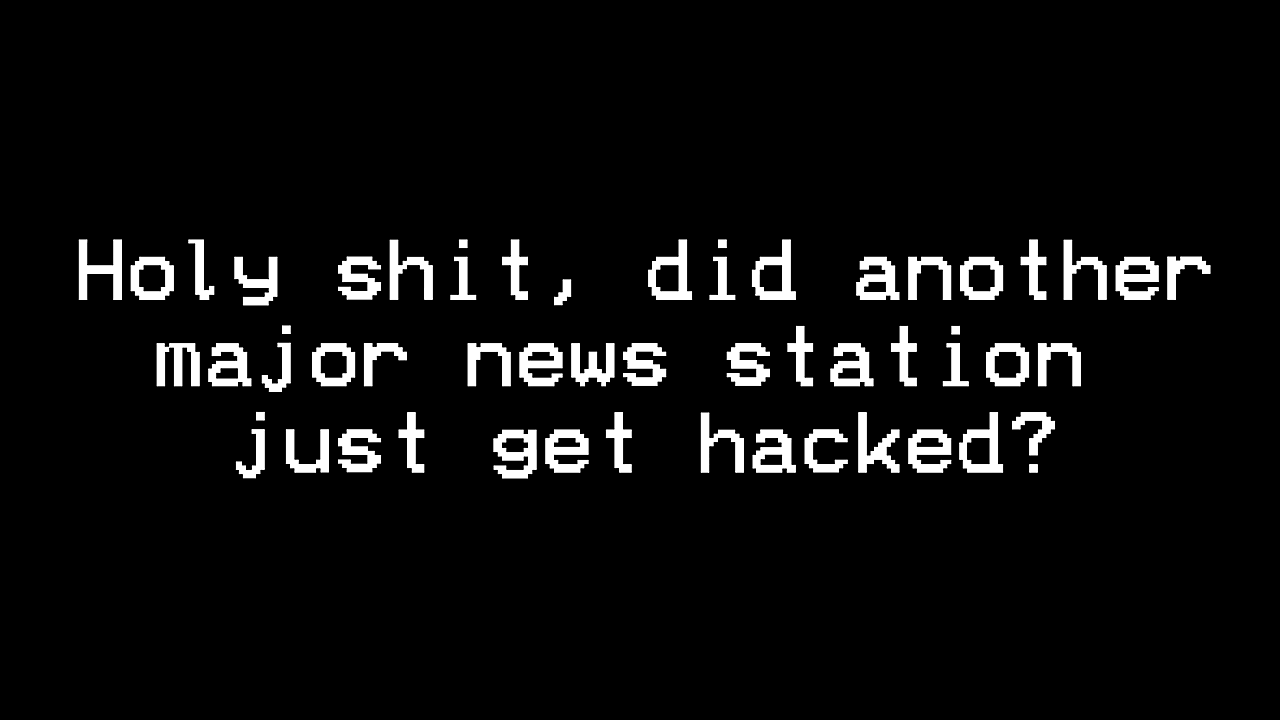 Holy shit, did another
major news station
just get hacked?